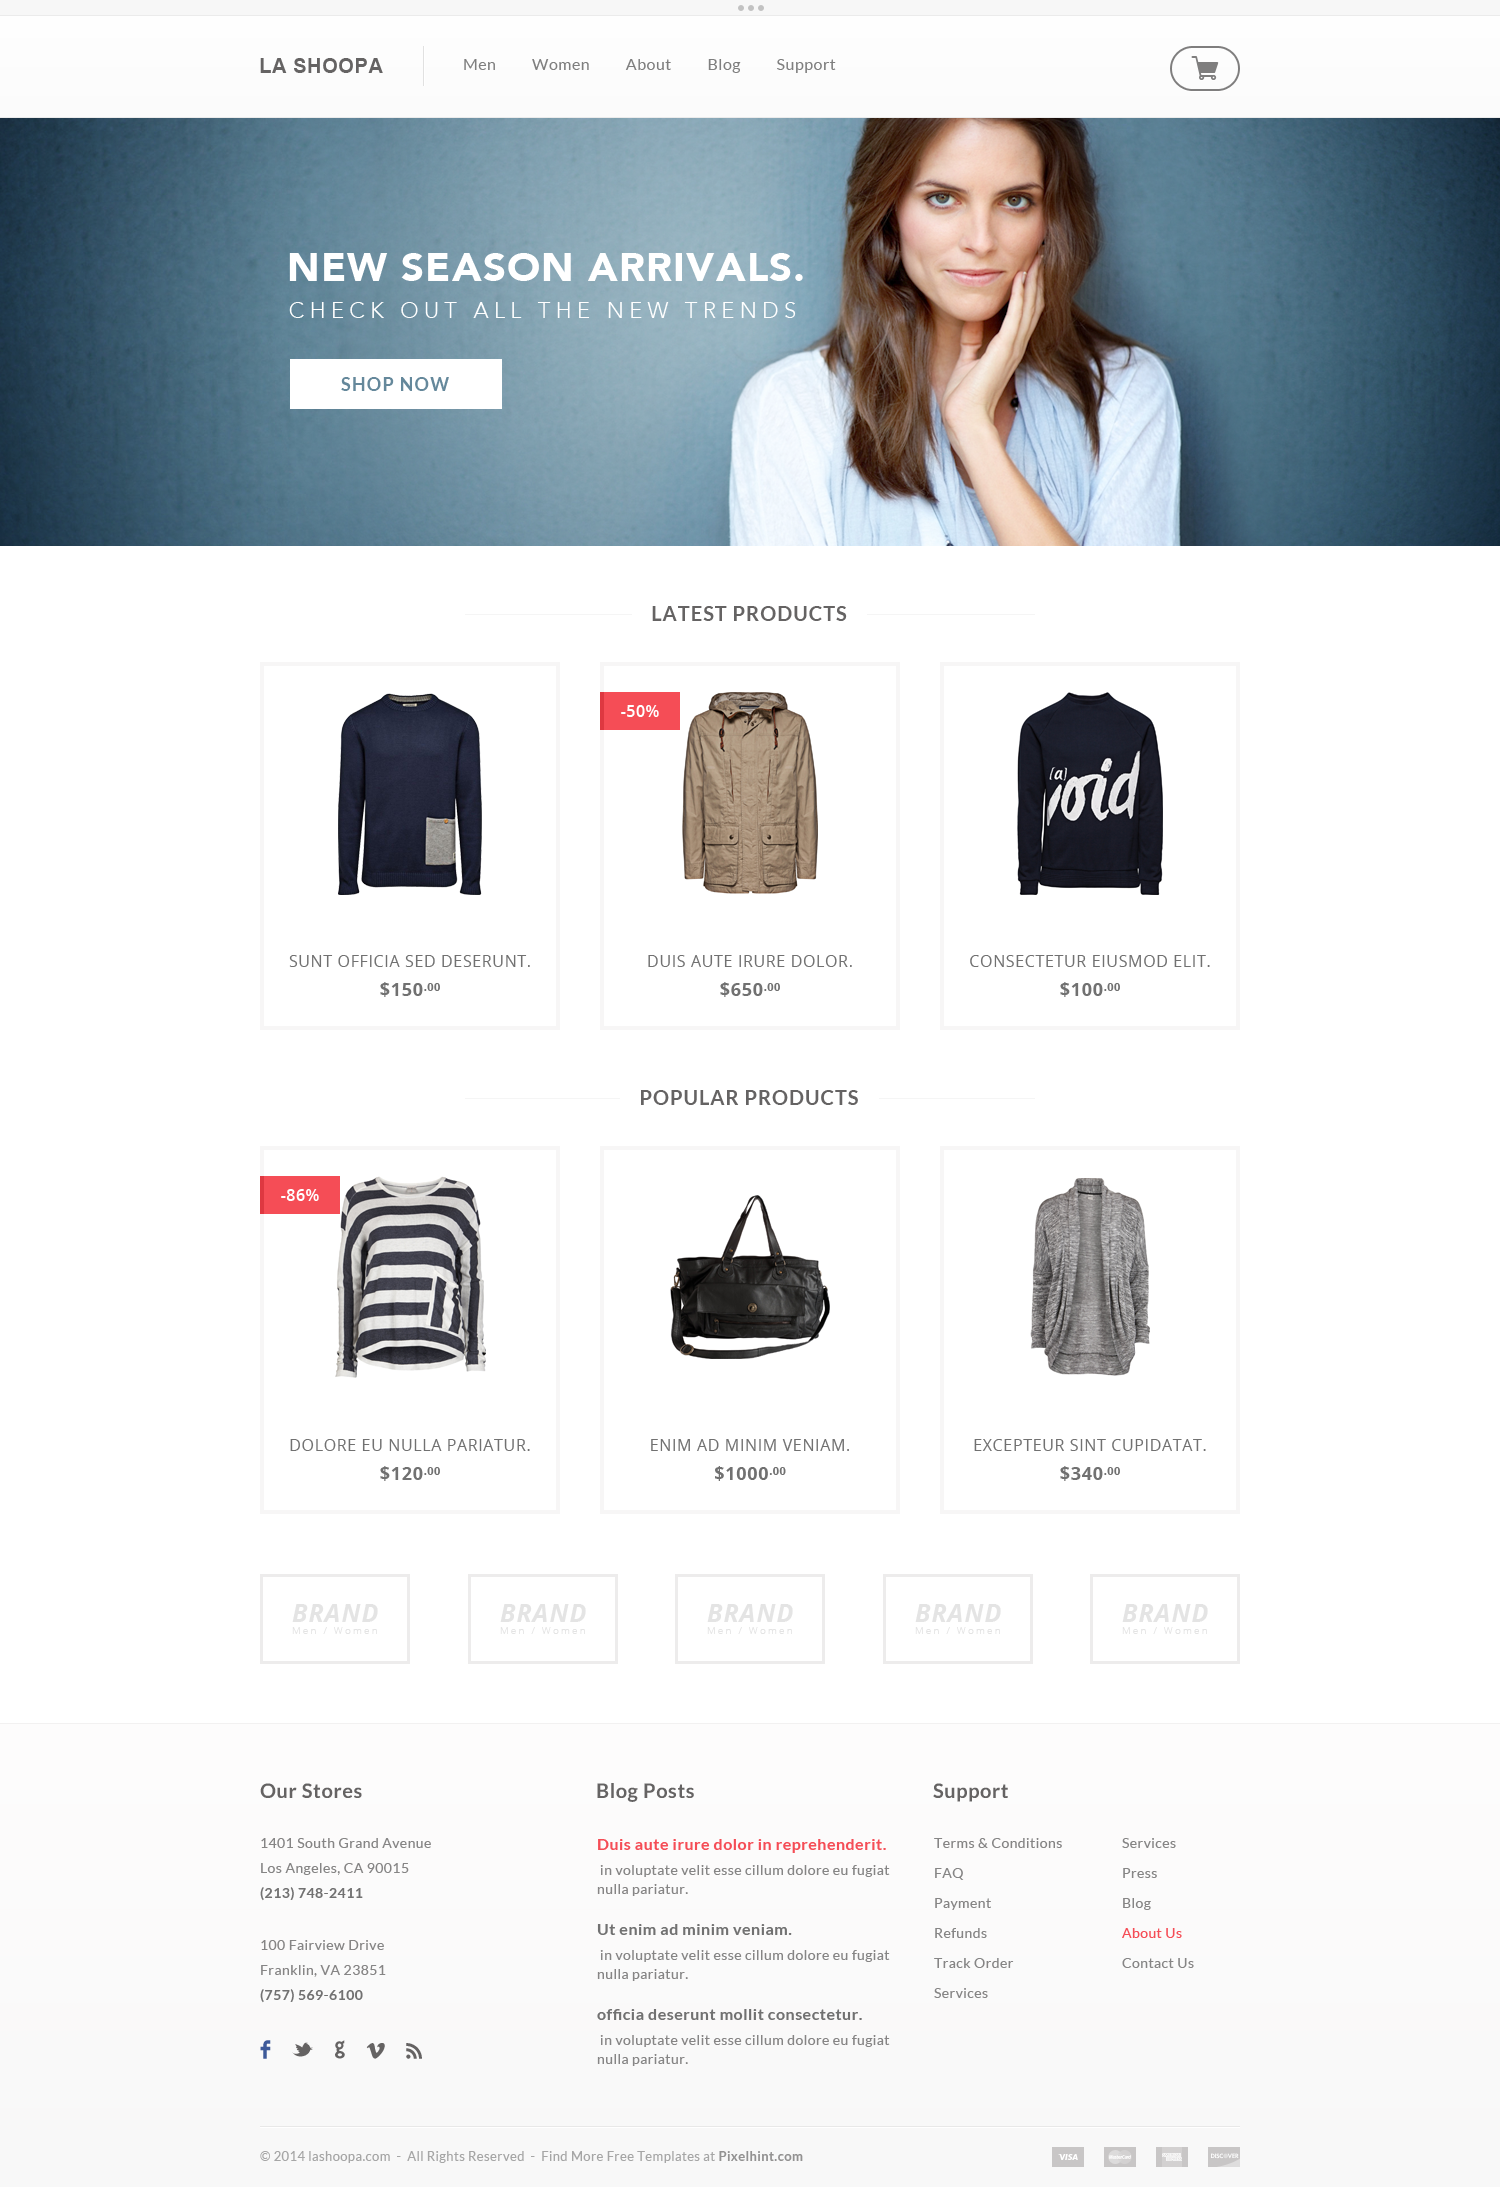 LA SHOOPA
Men Women About Blog Support
NEW SEASON ARRIVALS.
CHECK OUT ALL THE NEW TRENDS
SHOP NOW
LATEST PRODUCTS
-50%
[a]
void
SUNT OFFICIA SED DESERUNT.
$150.00
DUIS AUTE IRURE DOLOR.
$650.00
CONSECTETUR EIUSMOD ELIT.
$100.00
POPULAR PRODUCTS
-86%
DOLORE EU NULLA PARIATUR.
$120.00
ENIM AD MINIM VENIAM.
$1000.00
EXCEPTEUR SINT CUPIDATAT.
$340.00
BRAND
Men / Women
BRAND
Men / Women
BRAND
Men / Women
BRAND
Men / Women
BRAND
Men / Women
Our Stores
1401 South Grand Avenue
Los Angeles, CA 90015
(213) 748-2411
100 Fairview Drive
Franklin, VA 23851
(757) 569-6100
Blog Posts
Duis aute irure dolor in reprehenderit.
in voluptate velit esse cillum dolore eu fugiat
nulla pariatur.
Ut enim ad minim veniam.
in voluptate velit esse cillum dolore eu fugiat
nulla pariatur.
officia deserunt mollit consectetur.
in voluptate velit esse cillum dolore eu fugiat
nulla pariatur.
Support
Terms & Conditions
FAQ
Payment
Refunds
Track Order
Services
Services
Press
Blog
About Us
Contact Us
© 2014 lashoopa.com - All Rights Reserved - Find More Free Templates at Pixelhint.com
VISA
DISCOVER